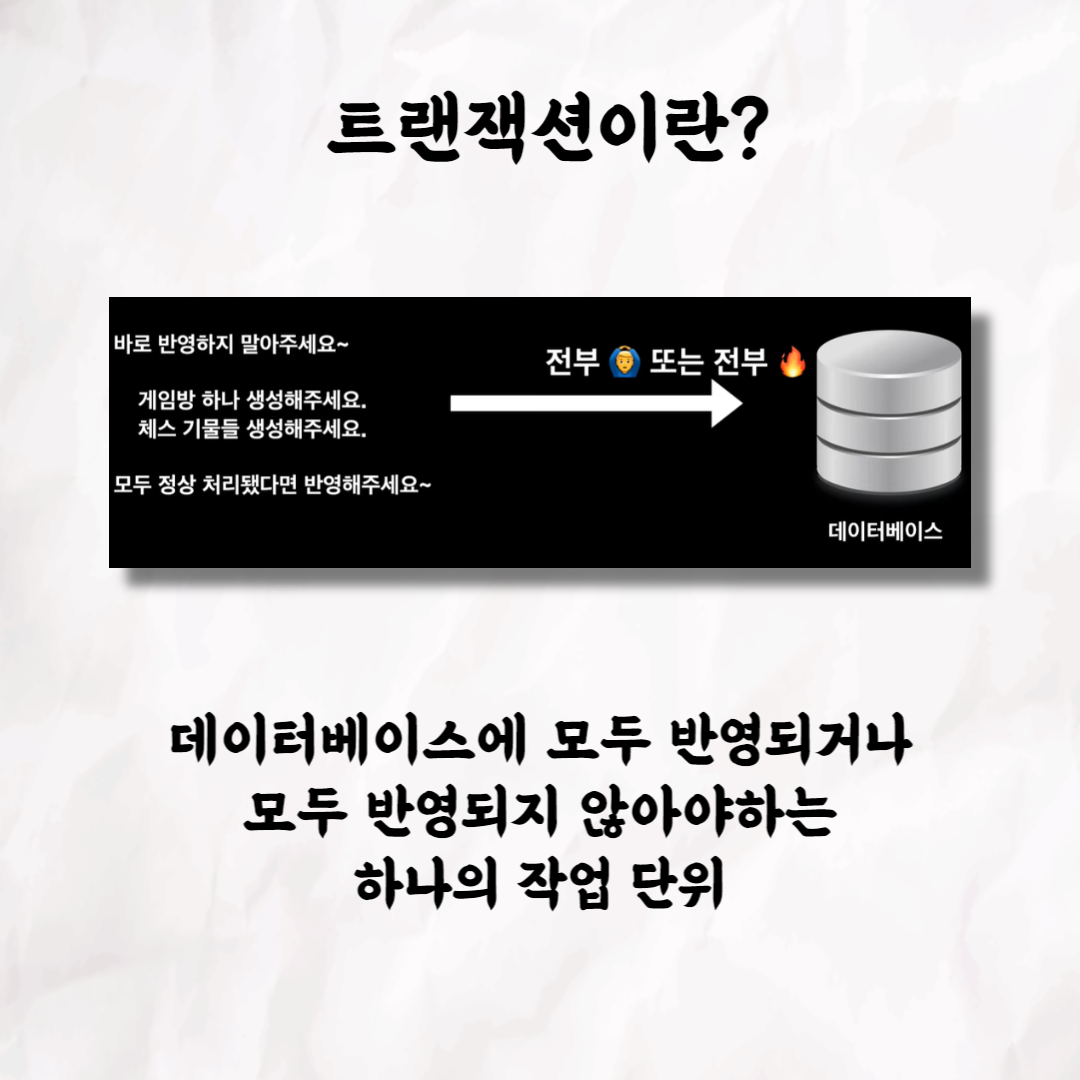 트랜잭션이란?
바로 반영하지 말아주세요~
전부 🙆‍♂️ 또는 전부 🔥
게임방 하나 생성해주세요.
체스 기물들 생성해주세요.
모두 정상 처리됐다면 반영해주세요~
데이터베이스
데이터베이스에 모두 반영되거나
모두 반영되지 않아야하는
하나의 작업 단위